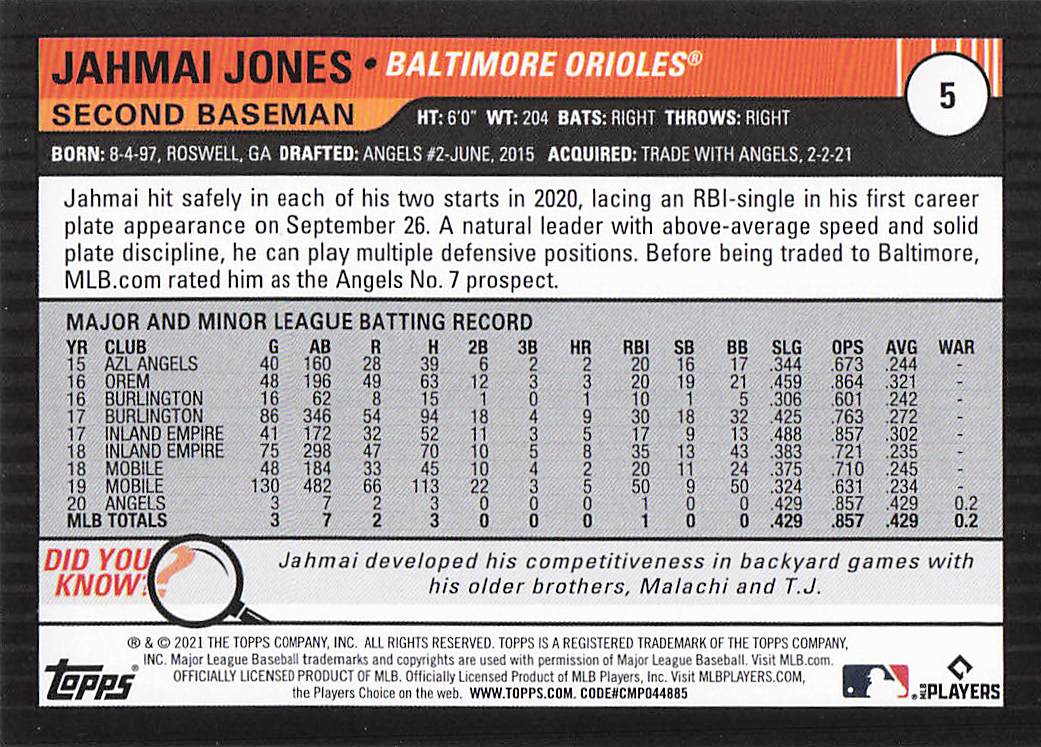 JAHMAI JONES • BALTIMORE ORIOLES®
5
SECOND BASEMAN HT: 6'0" WT: 204 BATS: RIGHT THROWS: RIGHT
BORN: 8-4-97, ROSWELL, GA DRAFTED: ANGELS #2-JUNE, 2015 ACQUIRED: TRADE WITH ANGELS, 2-2-21
Jahmai hit safely in each of his two starts in 2020, lacing an RBI-single in his first career
plate appearance on September 26. A natural leader with above-average speed and solid
plate discipline, he can play multiple defensive positions. Before being traded to Baltimore,
MLB.com rated him as the Angels No. 7 prospect.
MAJOR AND MINOR LEAGUE BATTING RECORD
YR CLUB G AB R H 2B 3B HR RBI SB BB SLG OPS AVG WAR
15 AZL ANGELS 40 160 28 39 6 2 2 20 16 17 .344 .673 .244 -
16 OREM 48 196 49 63 12 3 3 20 19 21 .459 .864 .321 -
16 BURLINGTON 16 62 8 15 1 0 1 10 1 5 .306 .601 .242 -
17 BURLINGTON 86 346 54 94 18 4 9 30 18 32 .425 .763 .272 -
17 INLAND EMPIRE 41 172 32 52 11 3 5 17 9 13 .488 .857 .302 -
18 INLAND EMPIRE 75 298 47 70 10 5 8 35 13 43 .383 .721 .235 -
18 MOBILE 48 184 33 45 10 4 2 20 11 24 .375 .710 .245 -
19 MOBILE 130 482 66 113 22 3 5 50 9 50 .324 .631 .234 -
20 ANGELS 3 7 2 3 0 0 0 1 0 0 .429 .857 .429 0.2
MLB TOTALS 3 7 2 3 0 0 0 1 0 0 .429 .857 .429 0.2
DID YOU
KNOW?
Jahmai developed his competitiveness in backyard games with
his older brothers, Malachi and T.J.
® & © 2021 THE TOPPS COMPANY, INC. ALL RIGHTS RESERVED. TOPPS IS A REGISTERED TRADEMARK OF THE TOPPS COMPANY,
INC. Major League Baseball trademarks and copyrights are used with permission of Major League Baseball. Visit MLB.com.
OFFICIALLY LICENSED PRODUCT OF MLB. Officially Licensed Product of MLB Players, Inc. Visit MLBPLAYERS.COM,
the Players Choice on the web. WWW.TOPPS.COM. CODE#CMP044885
Topps®
MLB PLAYERS